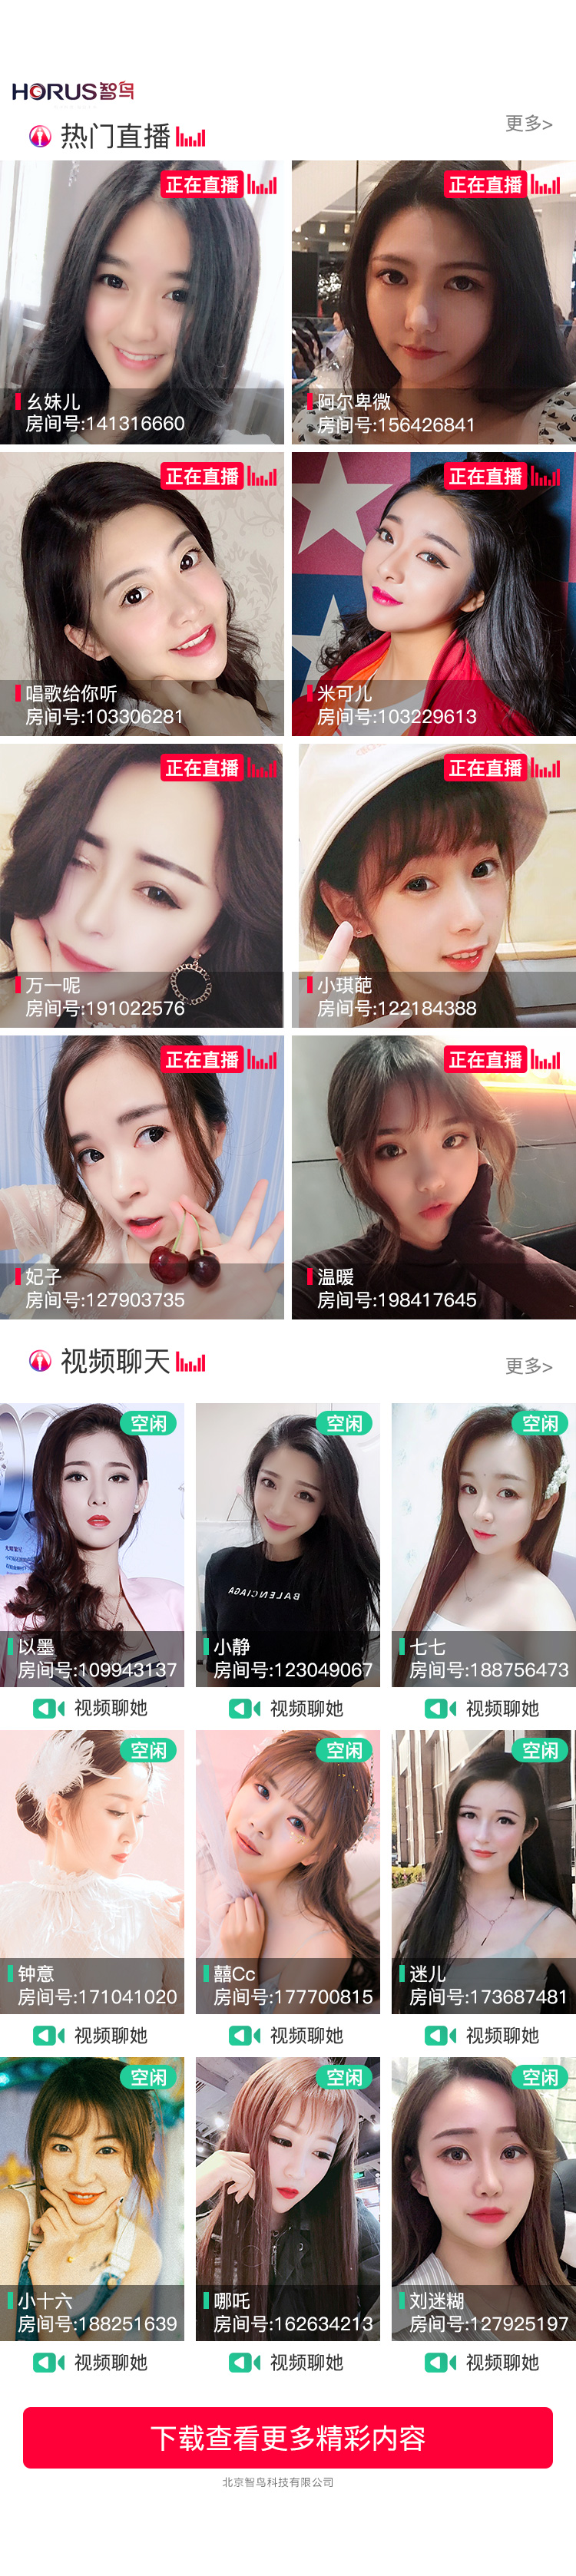 HORUS智鸟
热门直播
更多>
正在直播
幺妹儿
房间号:141316660
正在直播
阿尔卑微
房间号:156426841
正在直播
唱歌给你听
房间号:103306281
正在直播
米可儿
房间号:103229613
正在直播
万一呢
房间号:191022576
正在直播
小琪葩
房间号:122184388
正在直播
妃子
房间号:127903735
正在直播
温暖
房间号:198417645
视频聊天
更多>
空闲
以墨
房间号:109943137
视频聊她
空闲
BALENCIAGA
小静
房间号:123049067
视频聊她
空闲
七七
房间号:188756473
视频聊她
空闲
钟意
房间号:171041020
视频聊她
空闲
囍Cc
房间号:177700815
视频聊她
空闲
迷儿
房间号:173687481
视频聊她
空闲
小十六
房间号:188251639
视频聊她
空闲
哪吒
房间号:162634213
视频聊她
空闲
刘迷糊
房间号:127925197
视频聊她
下载查看更多精彩内容
北京智鸟科技有限公司